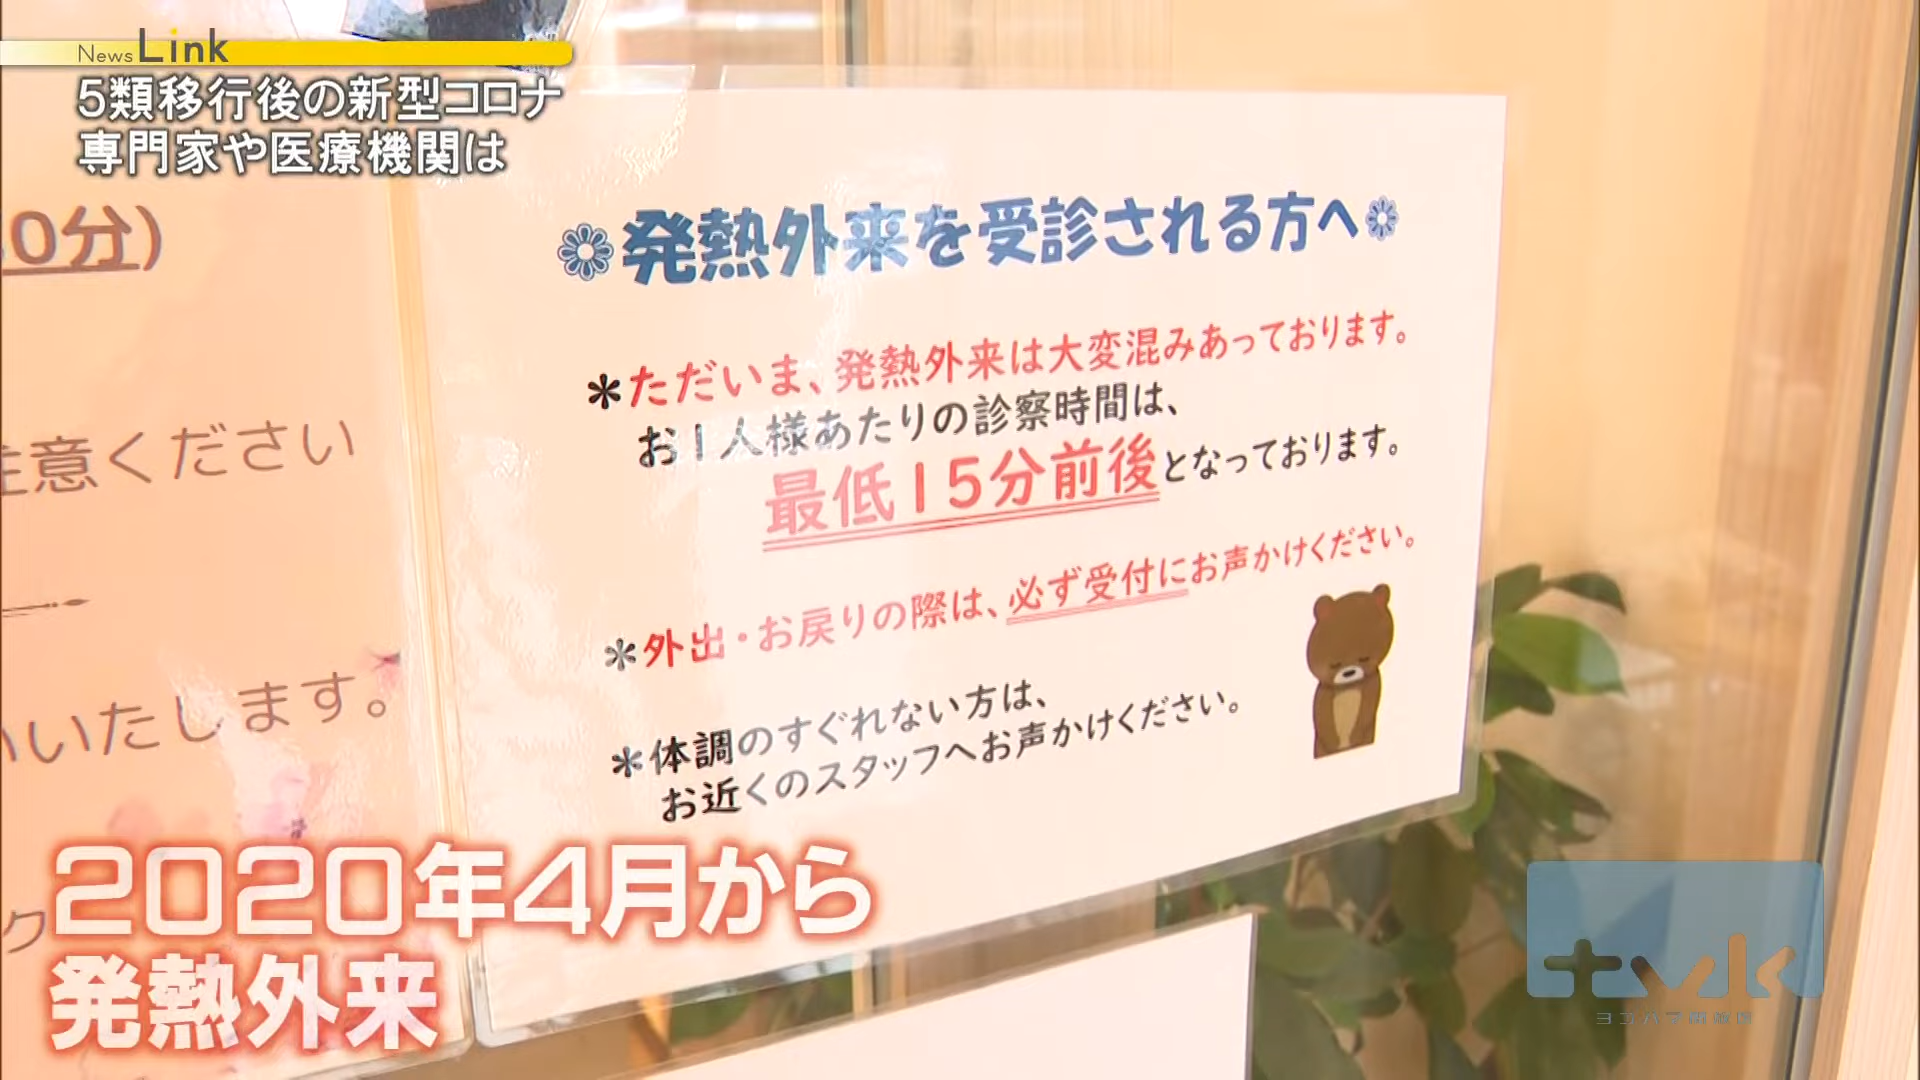 News Link
5類移行後の新型コロナ
専門家や医療機関は
0分)
注意ください
いたします。
ク
❁発熱外来を受診される方へ❁
＊ただいま、発熱外来は大変混みあっております。
お1人様あたりの診察時間は、
最低15分前後となっております。
＊外出・お戻りの際は、必ず受付にお声かけください。
＊体調のすぐれない方は、
お近くのスタッフへお声かけください。
2020年4月から
発熱外来
tvk